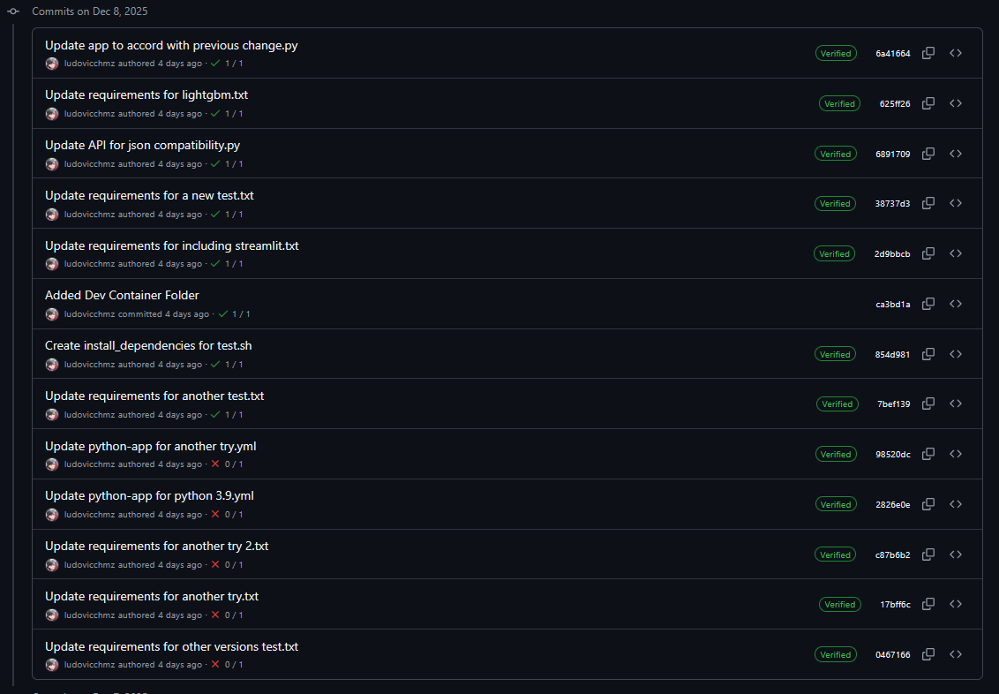 Commits on Dec 8, 2025
Update app to accord with previous change.py
Verified 6a41664
ludovicchmz authored 4 days ago · 1 / 1
Update requirements for lightgbm.txt
Verified 625ff26
ludovicchmz authored 4 days ago · 1 / 1
Update API for json compatibility.py
Verified 6891709
ludovicchmz authored 4 days ago · 1 / 1
Update requirements for a new test.txt
Verified 38737d3
ludovicchmz authored 4 days ago · 1 / 1
Update requirements for including streamlit.txt
Verified 2d9bbcb
ludovicchmz authored 4 days ago · 1 / 1
Added Dev Container Folder
ca3bd1a
ludovicchmz committed 4 days ago · 1 / 1
Create install_dependencies for test.sh
Verified 854d981
ludovicchmz authored 4 days ago · 1 / 1
Update requirements for another test.txt
Verified 7bef139
ludovicchmz authored 4 days ago · 1 / 1
Update python-app for another try.yml
Verified 98520dc
ludovicchmz authored 4 days ago · 0 / 1
Update python-app for python 3.9.yml
Verified 2826e0e
ludovicchmz authored 4 days ago · 0 / 1
Update requirements for another try 2.txt
Verified c87b6b2
ludovicchmz authored 4 days ago · 0 / 1
Update requirements for another try.txt
Verified 17bff6c
ludovicchmz authored 4 days ago · 0 / 1
Update requirements for other versions test.txt
Verified 0467166
ludovicchmz authored 4 days ago · 0 / 1